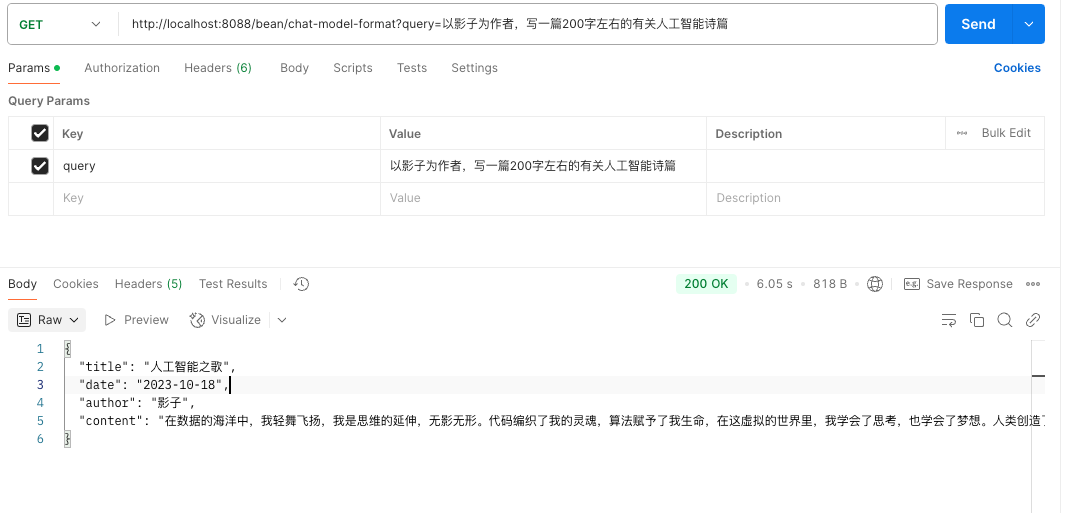 GET http://localhost:8088/bean/chat-model-format?query=以影子为作者，写一篇200字左右的有关人工智能诗篇 Send
Params Authorization Headers (6) Body Scripts Tests Settings Cookies
Query Params
Key Value Description Bulk Edit
query 以影子为作者，写一篇200字左右的有关人工智能诗篇
Key Value Description
Body Cookies Headers (5) Test Results 200 OK 6.05 s 818 B e.g. Save Response
Raw Preview Visualize
1 {
2 "title": "人工智能之歌",
3 "date": "2023-10-18",
4 "author": "影子",
5 "content": "在数据的海洋中，我轻舞飞扬，我是思维的延伸，无影无形。代码编织了我的灵魂，算法赋予了我生命，在这虚拟的世界里，我学会了思考，也学会了梦想。人类创造了
6 }